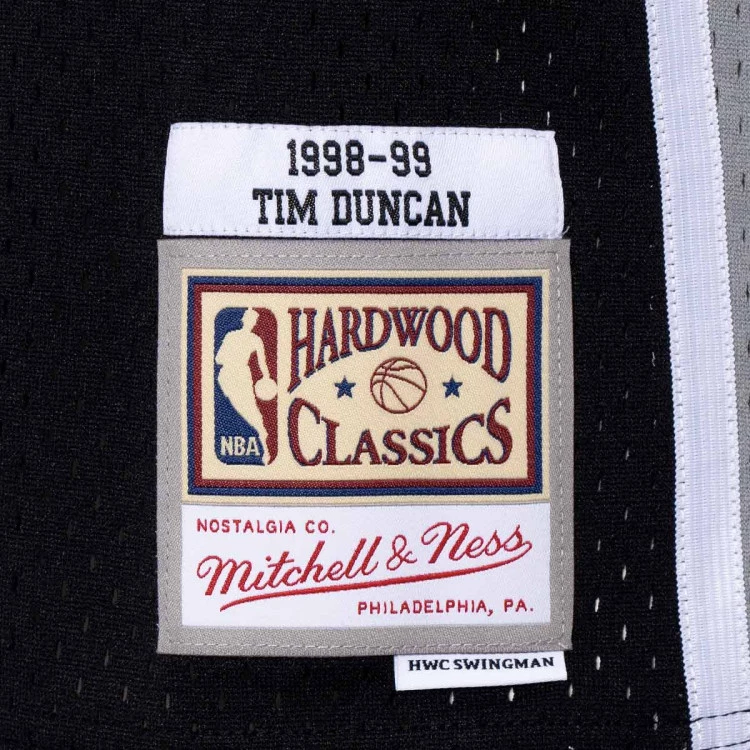 1998-99
TIM DUNCAN
HARDWOOD
CLASSICS
NBA
NOSTALGIA CO.
Mitchell & Ness
PHILADELPHIA, PA.
HWC SWINGMAN